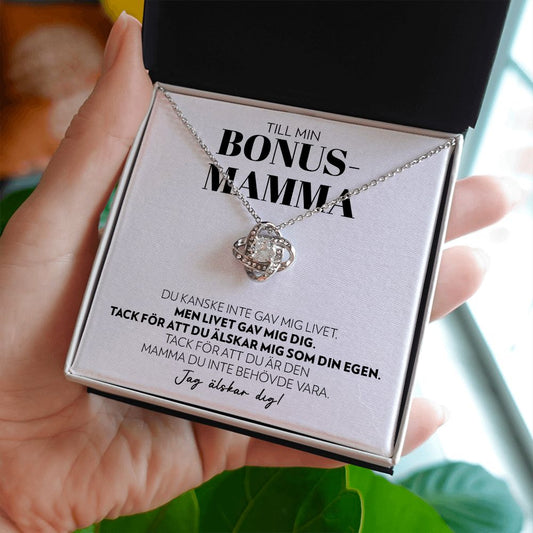 TILL MIN
BONUS-
MAMMA
DU KANSKE INTE GAV MIG LIVET.
MEN LIVET GAV MIG DIG.
TACK FÖR ATT DU ÄLSKAR MIG SOM DIN EGEN.
TACK FÖR ATT DU ÄR DEN
MAMMA DU INTE BEHÖVDE VARA.
Jag älskar dig!